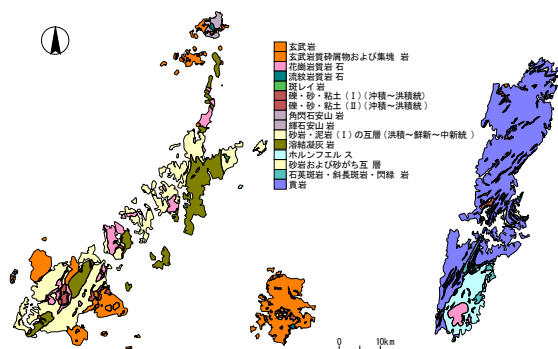 玄武岩
玄武岩質砕屑物および集塊 岩
花崗岩質岩 石
流紋岩質岩 石
斑レイ 岩
礫・砂・粘土 (Ⅰ) (沖積〜洪積統)
礫・砂・粘土 (Ⅱ) (沖積〜洪積統 )
角閃石安山 岩
輝石安山 岩
砂岩・泥岩 (Ⅰ) の互層 (洪積〜鮮新〜中新統 )
溶結凝灰 岩
ホルンフエル ス
砂岩および砂がち互 層
石英斑岩・斜長斑岩・閃緑 岩
頁岩
0 10km